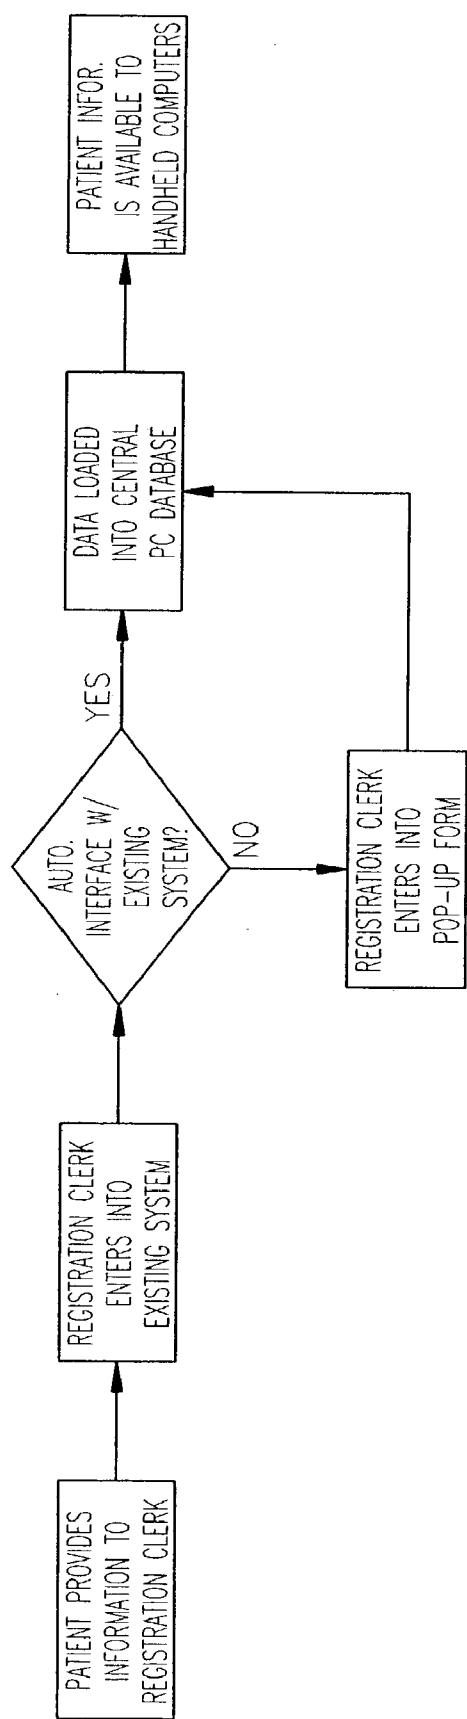 PATIENT PROVIDES
INFORMATION TO
REGISTRATION CLERK
REGISTRATION CLERK
ENTERS INTO
EXISTING SYSTEM
AUTO.
INTERFACE W/
EXISTING
SYSTEM?
YES
NO
REGISTRATION CLERK
ENTERS INTO
POP-UP FORM
DATA LOADED
INTO CENTRAL
PC DATABASE
PATIENT INFOR.
IS AVAILABLE TO
HANDHELD COMPUTERS